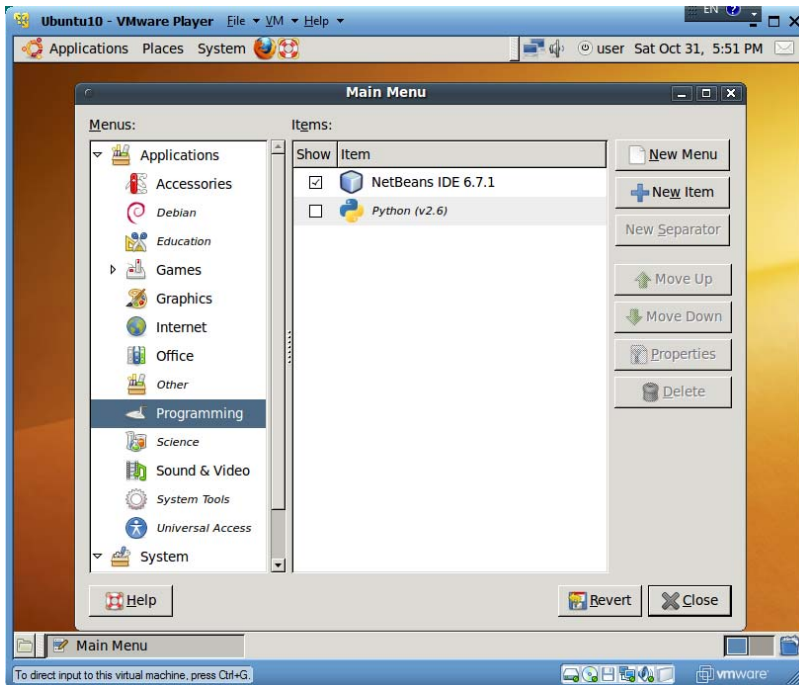 Ubuntu10 - VMware Player File VM Help EN
Applications Places System user Sat Oct 31, 5:51 PM
Main Menu
Menus: Items:
Applications
Accessories
Debian
Education
Games
Graphics
Internet
Office
Other
Programming
Science
Sound & Video
System Tools
Universal Access
System
Show Item
NetBeans IDE 6.7.1
Python (v2.6)
New Menu
New Item
New Separator
Move Up
Move Down
Properties
Delete
Help Revert Close
Main Menu
To direct input to this virtual machine, press Ctrl+G. vmware